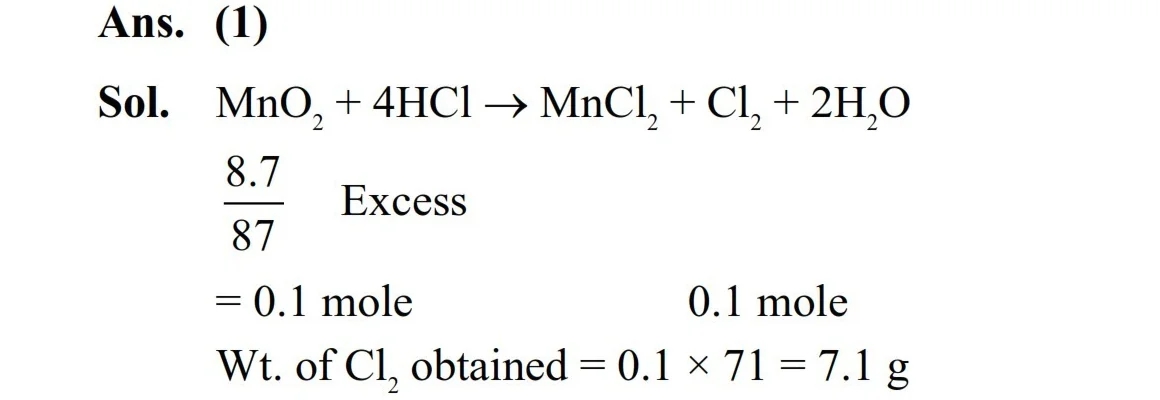 Ans. (1)
Sol. MnO₂ + 4HCl → MnCl₂ + Cl₂ + 2H₂O
8.7
Excess
87
= 0.1 mole 0.1 mole
Wt. of Cl₂ obtained = 0.1 × 71 = 7.1 g